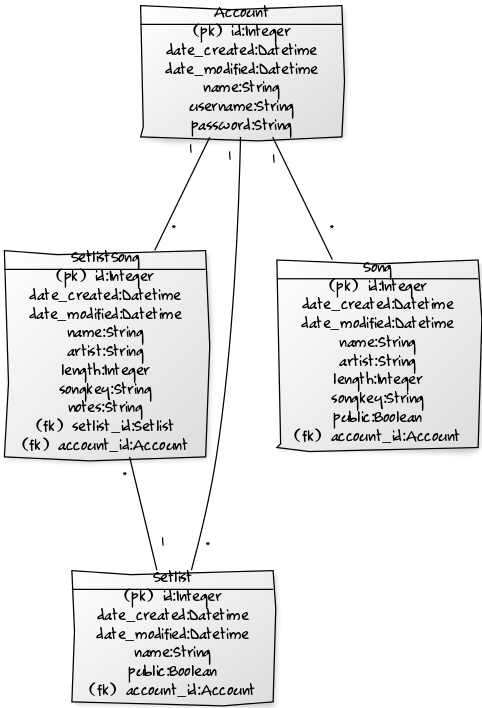 Account
(pk) id:Integer
date_created:Datetime
date_modified:Datetime
name:String
username:String
password:String
1
1
1
*
*
SetlistSong
(pk) id:Integer
date_created:Datetime
date_modified:Datetime
name:String
artist:String
length:Integer
songkey:String
notes:String
(fk) setlist_id:Setlist
(fk) account_id:Account
Song
(pk) id:Integer
date_created:Datetime
date_modified:Datetime
name:String
artist:String
length:Integer
songkey:String
public:Boolean
(fk) account_id:Account
*
1
*
Setlist
(pk) id:Integer
date_created:Datetime
date_modified:Datetime
name:String
public:Boolean
(fk) account_id:Account